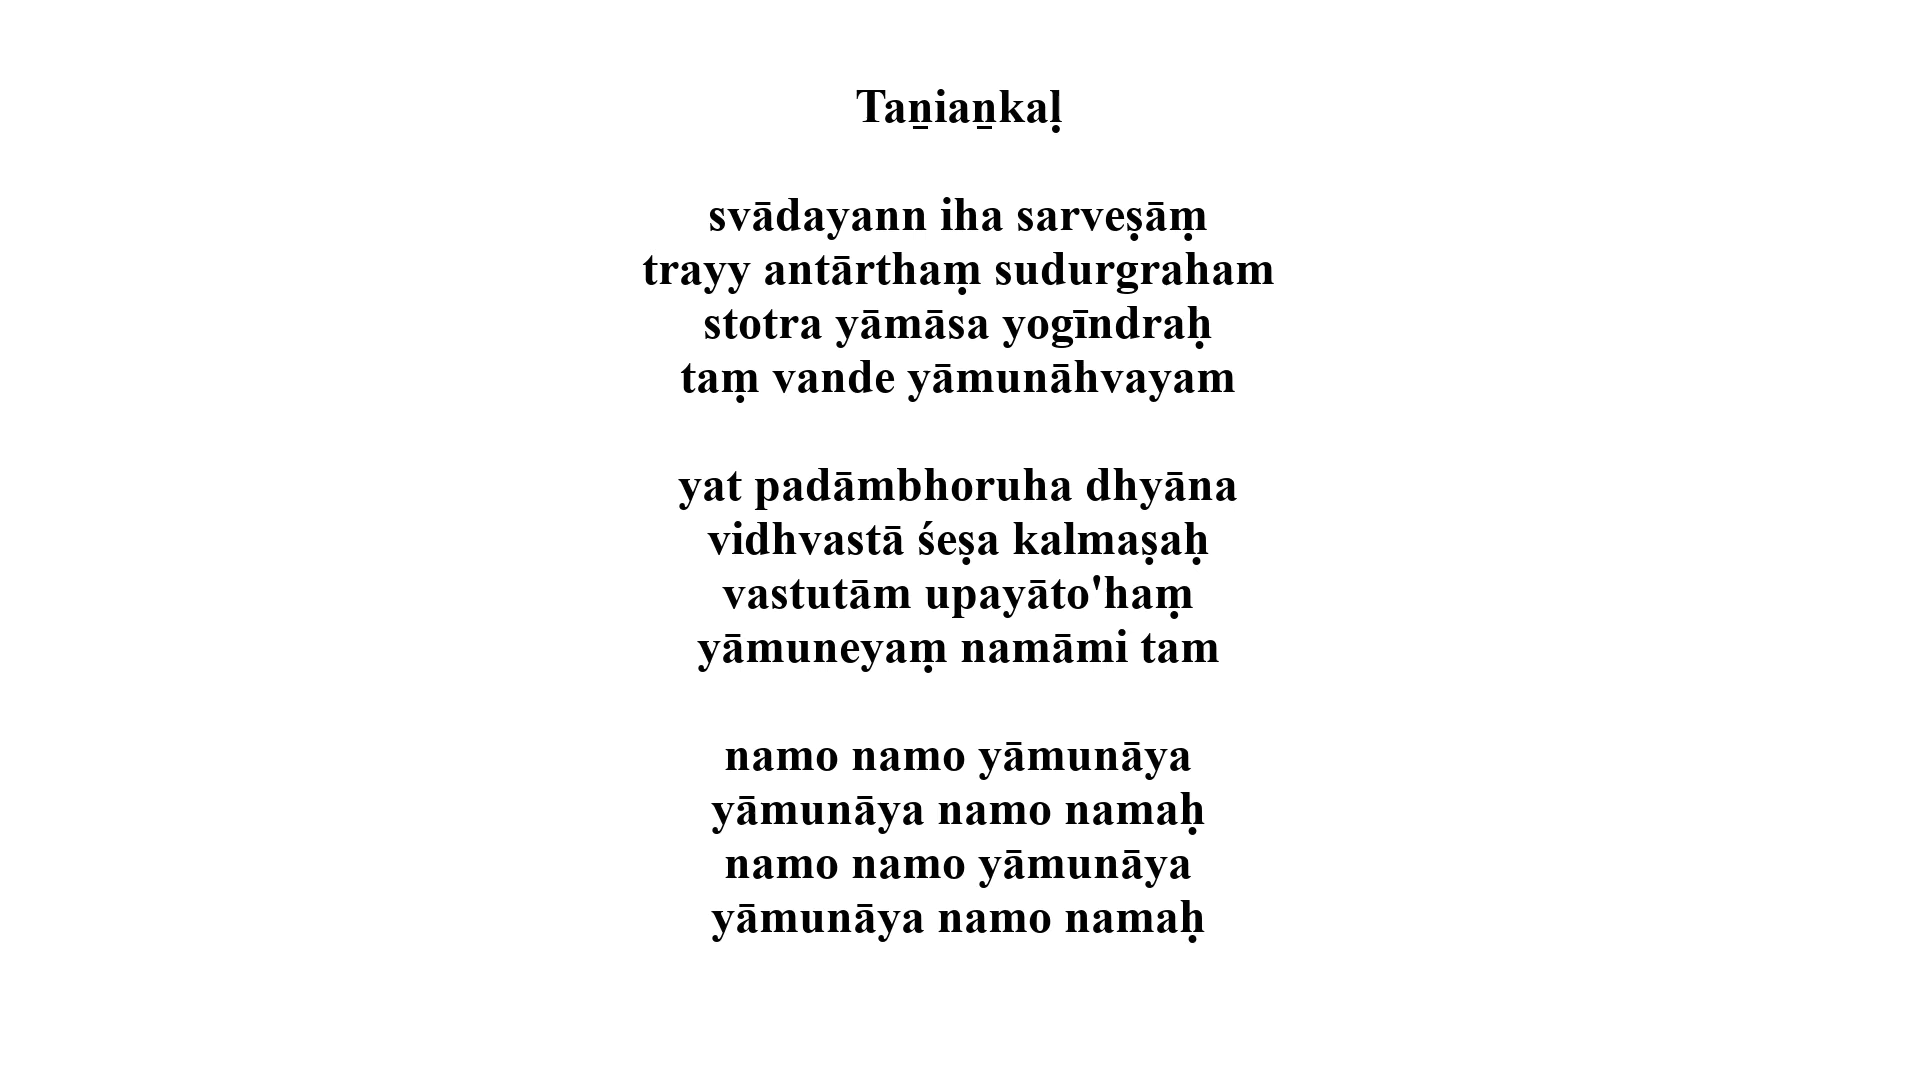 Taṉiaṉkaḷ
svādayann iha sarveṣāṃ
trayy antārthaṃ sudurgraham
stotra yāmāsa yogīndraḥ
taṃ vande yāmunāhvayam
yat padāmbhoruha dhyāna
vidhvastā śeṣa kalmaṣaḥ
vastutām upayāto'haṃ
yāmuneyaṃ namāmi tam
namo namo yāmunāya
yāmunāya namo namaḥ
namo namo yāmunāya
yāmunāya namo namaḥ